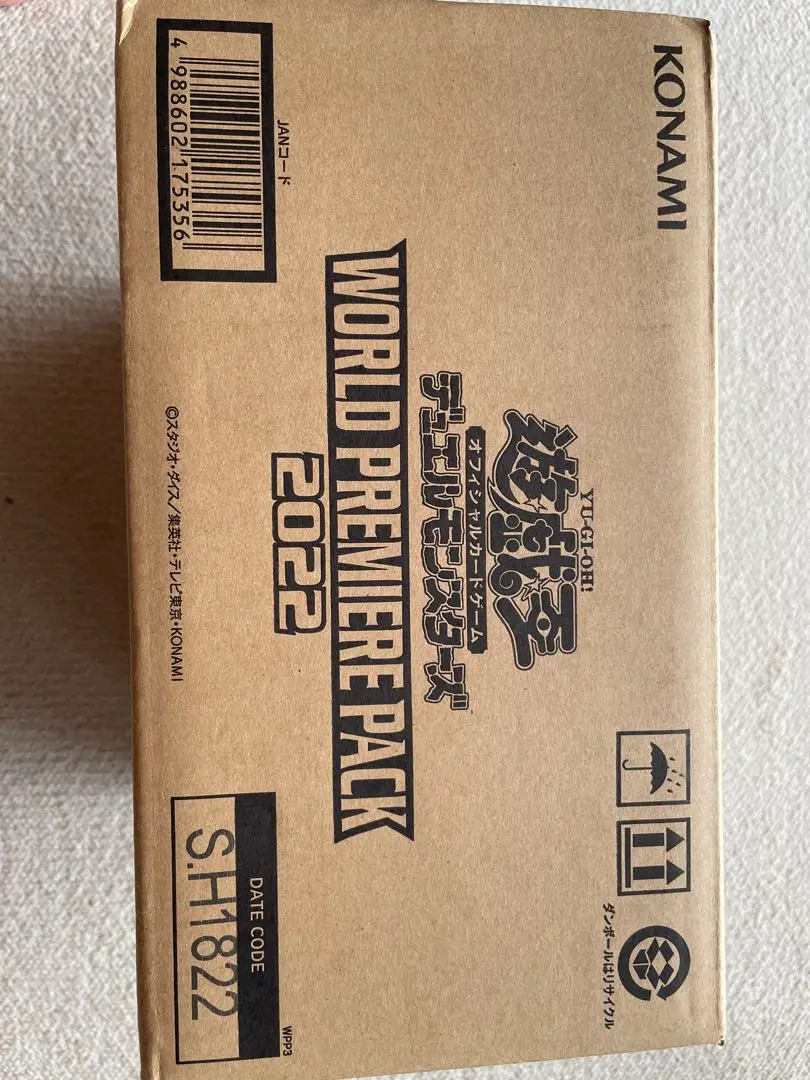 KONAMI
YU-GI-OH!
遊戯王
オフィシャルカードゲーム
デュエルモンスターズ
WORLD PREMIERE PACK
2022
ダンボールはリサイクル
JANコード
4 988602 175356
©スタジオ・ダイス/集英社・テレビ東京・KONAMI
DATE CODE
S.H1822
WPP3